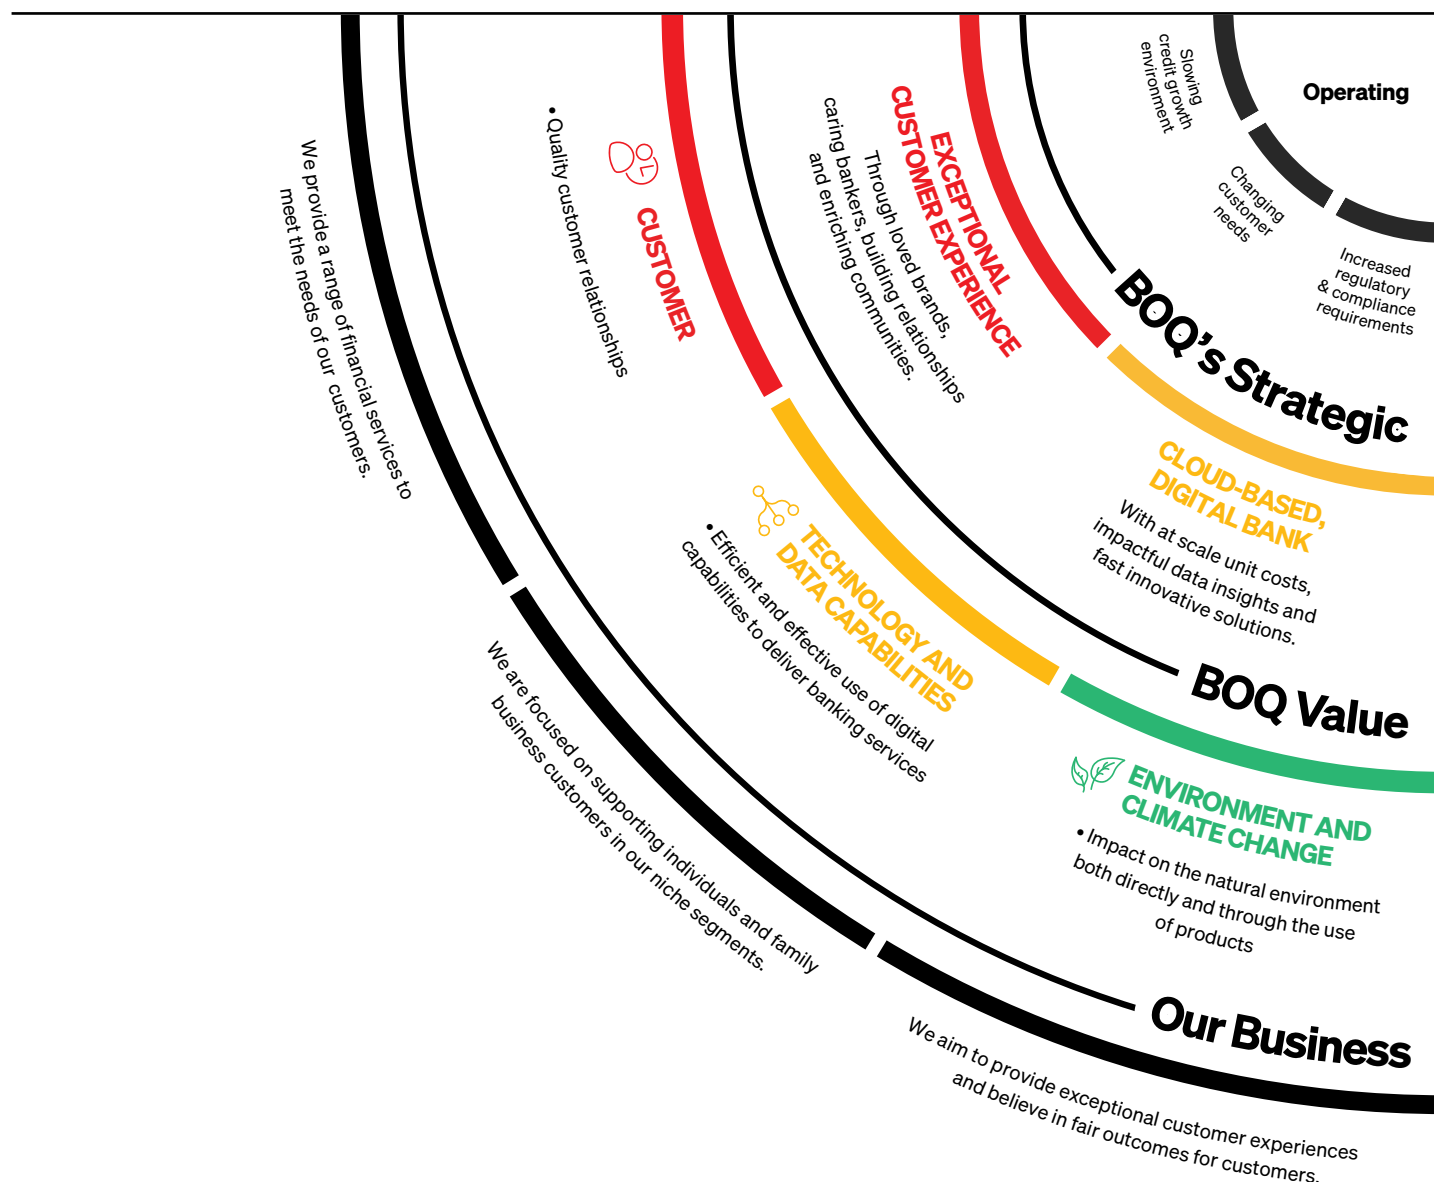 Operating
Slowing
credit growth
environment
Changing
customer
needs
Increased
regulatory
& compliance
requirements
BOQ’s Strategic
EXCEPTIONAL
CUSTOMER EXPERIENCE
Through loved brands,
caring bankers, building relationships
and enriching communities.
CLOUD-BASED,
DIGITAL BANK
With at scale unit costs,
impactful data insights and
fast innovative solutions.
BOQ Value
CUSTOMER
• Quality customer relationships
TECHNOLOGY AND
DATA CAPABILITIES
• Efficient and effective use of digital
capabilities to deliver banking services
ENVIRONMENT AND
CLIMATE CHANGE
• Impact on the natural environment
both directly and through the use
of products
Our Business
We provide a range of financial services to
meet the needs of our customers.
We are focused on supporting individuals and family
business customers in our niche segments.
We aim to provide exceptional customer experiences
and believe in fair outcomes for customers.